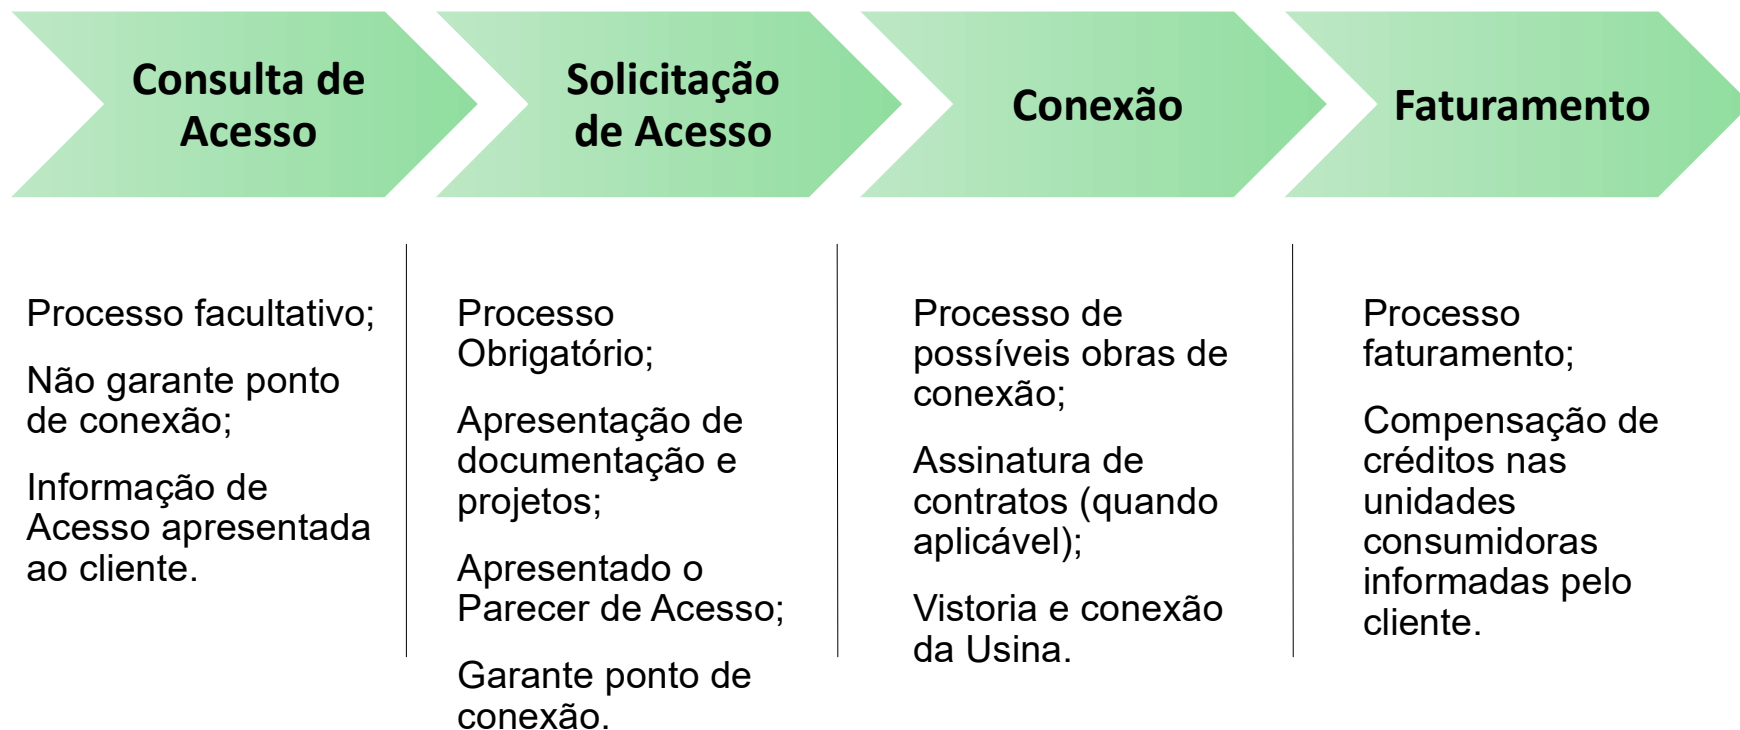 Consulta de
Acesso
Solicitação
de Acesso
Conexão
Faturamento
Processo facultativo;
Não garante ponto
de conexão;
Informação de
Acesso apresentada
ao cliente.
Processo
Obrigatório;
Apresentação de
documentação e
projetos;
Apresentado o
Parecer de Acesso;
Garante ponto de
conexão.
Processo de
possíveis obras de
conexão;
Assinatura de
contratos (quando
aplicável);
Vistoria e conexão
da Usina.
Processo
faturamento;
Compensação de
créditos nas
unidades
consumidoras
informadas pelo
cliente.